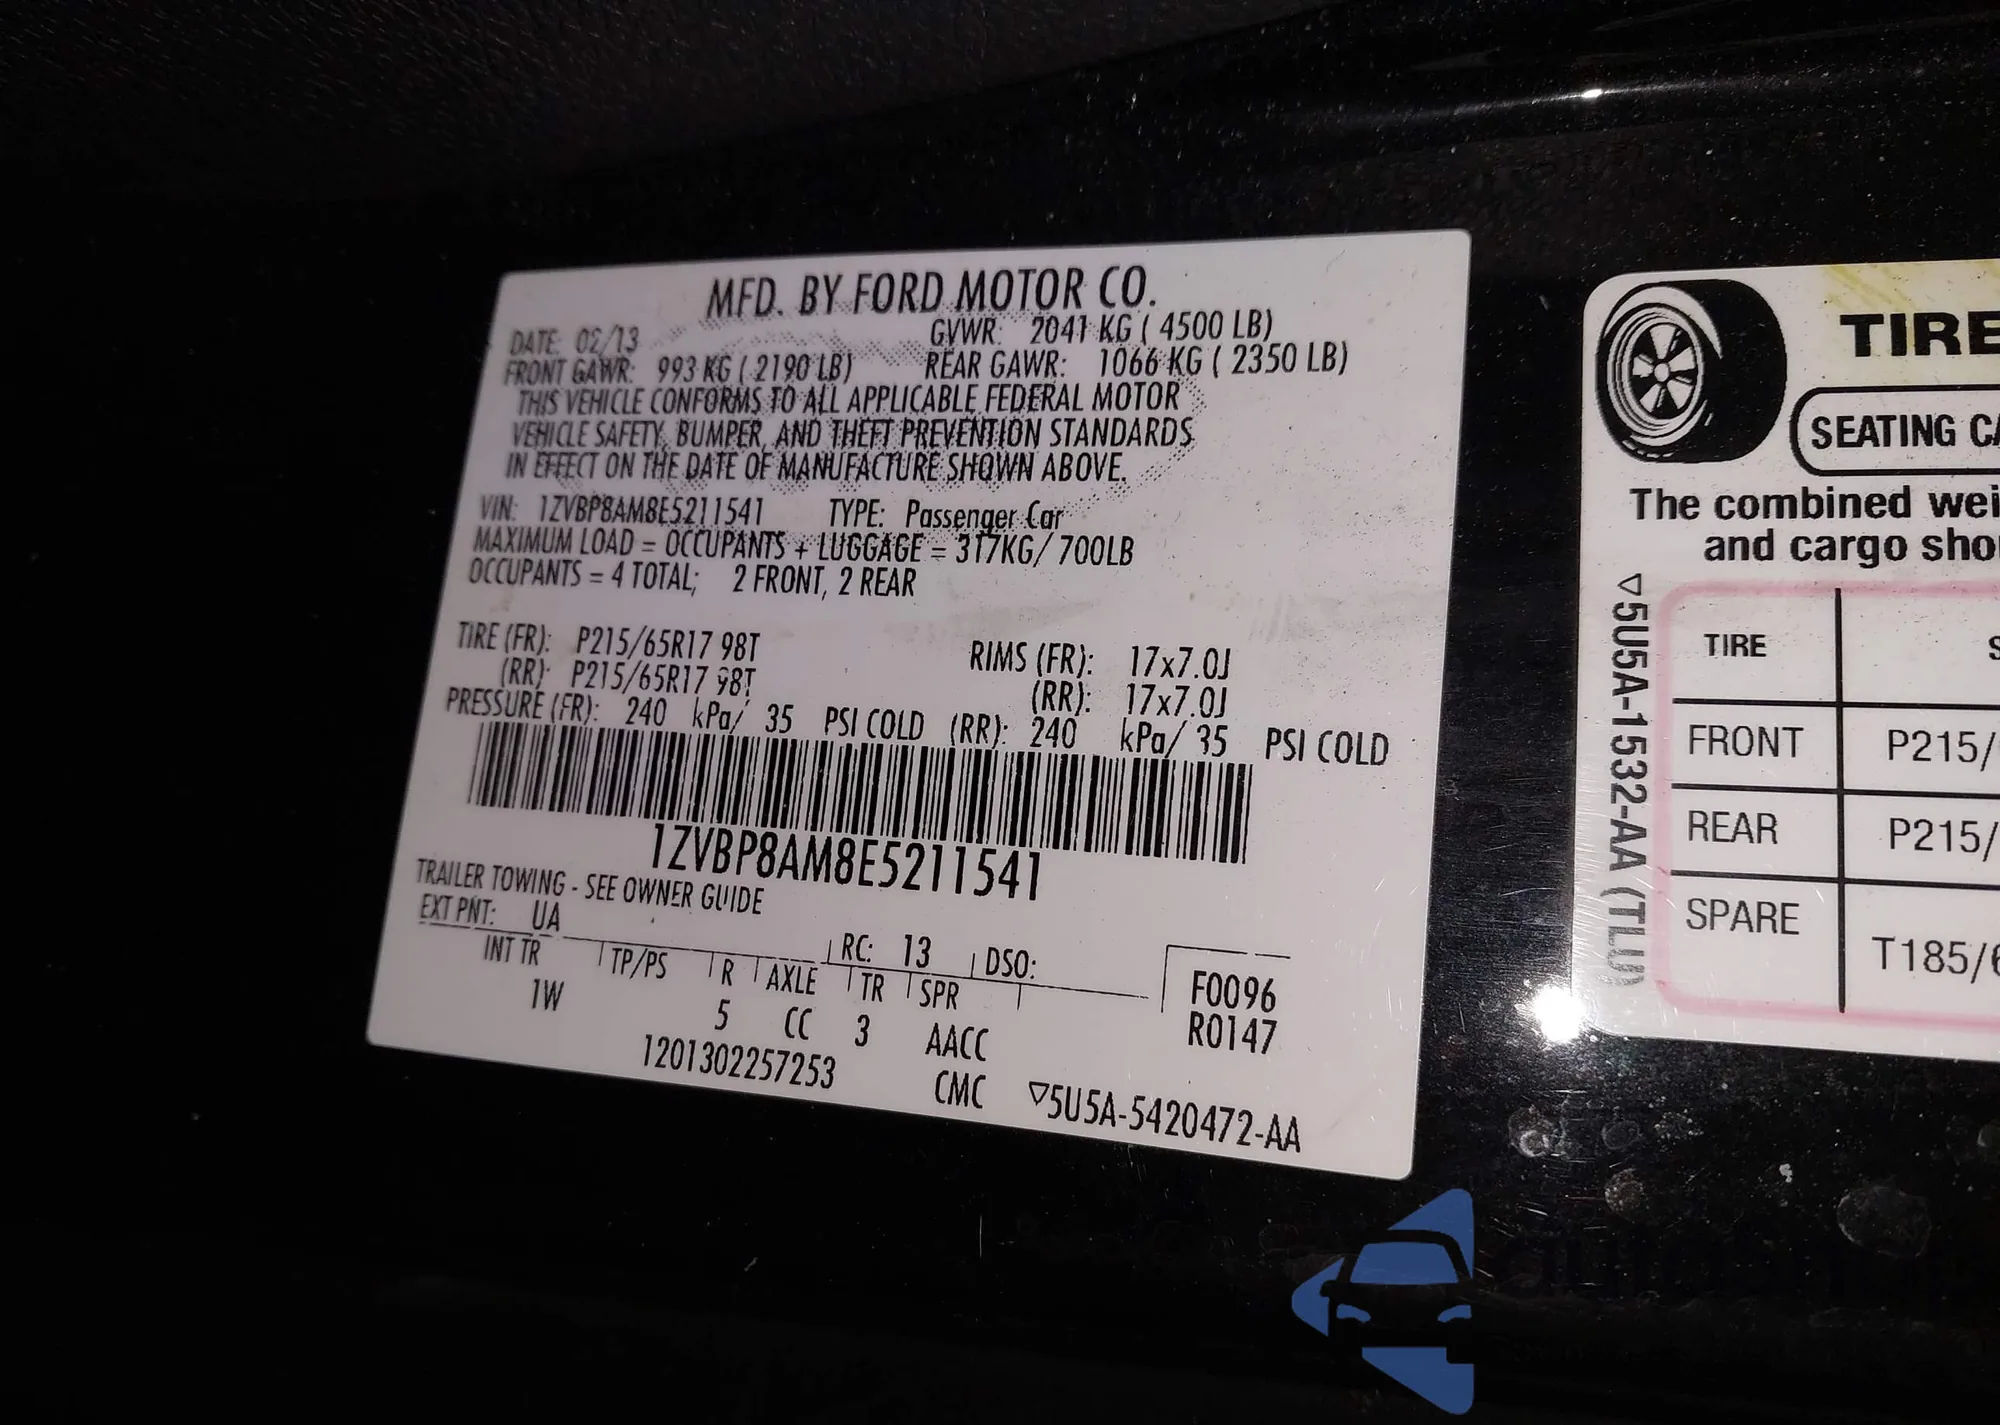 MFD. BY FORD MOTOR CO.
DATE: 02/13 GVWR: 2041 KG ( 4500 LB)
FRONT GAWR: 993 KG ( 2190 LB) REAR GAWR: 1066 KG ( 2350 LB)
THIS VEHICLE CONFORMS TO ALL APPLICABLE FEDERAL MOTOR
VEHICLE SAFETY, BUMPER, AND THEFT PREVENTION STANDARDS
IN EFFECT ON THE DATE OF MANUFACTURE SHOWN ABOVE.
VIN: 1ZVBP8AM8E5211541 TYPE: Passenger Car
MAXIMUM LOAD = OCCUPANTS + LUGGAGE = 317KG/ 700LB
OCCUPANTS = 4 TOTAL; 2 FRONT, 2 REAR
TIRE (FR): P215/65R17 98T RIMS (FR): 17x7.0J
(RR): P215/65R17 98T (RR): 17x7.0J
PRESSURE (FR): 240 kPa/ 35 PSI COLD (RR): 240 kPa/ 35 PSI COLD
1ZVBP8AM8E5211541
TRAILER TOWING - SEE OWNER GUIDE
EXT PNT: UA RC: 13 DSO:
INT TR TP/PS R AXLE TR SPR F0096
1W 5 CC 3 AACC R0147
1201302257253 CMC ▽5U5A-5420472-AA
TIRE
SEATING CA
The combined wei
and cargo sho
▽5U5A-1532-AA (TLU)
TIRE S
FRONT P215/
REAR P215/
SPARE T185/6